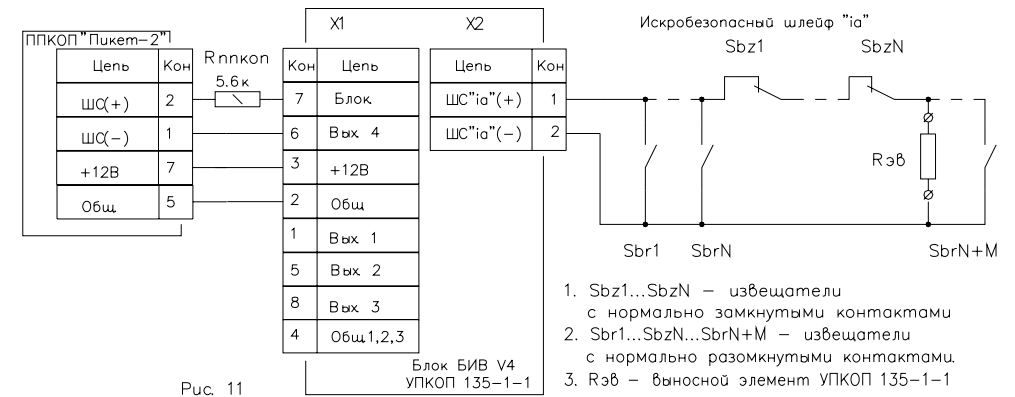 X1 X2
Искробезопасный шлейф "ia"
ППКОП"Пикет-2"
Rппкоп
5.6к
Sbz1 SbzN
Цепь Кон
ШС(+) 2
ШС(-) 1
+12В 7
Общ. 5
Кон Цепь
7 Блок.
6 Вых 4
3 +12В
2 Общ.
1 Вых. 1
5 Вых. 2
8 Вых. 3
4 Общ.1,2,3
Цепь Кон
ШС"ia"(+) 1
ШС"ia"(-) 2
Rэв
Sbr1 SbrN SbrN+M
Блок БИВ V4
УПКОП 135-1-1
1. Sbz1...SbzN - извещатели
с нормально замкнутыми контактами
2. Sbr1...SbzN...SbrN+M - извещатели
с нормально разомкнутыми контактами.
3. Rэв - выносной элемент УПКОП 135-1-1
Рис. 11